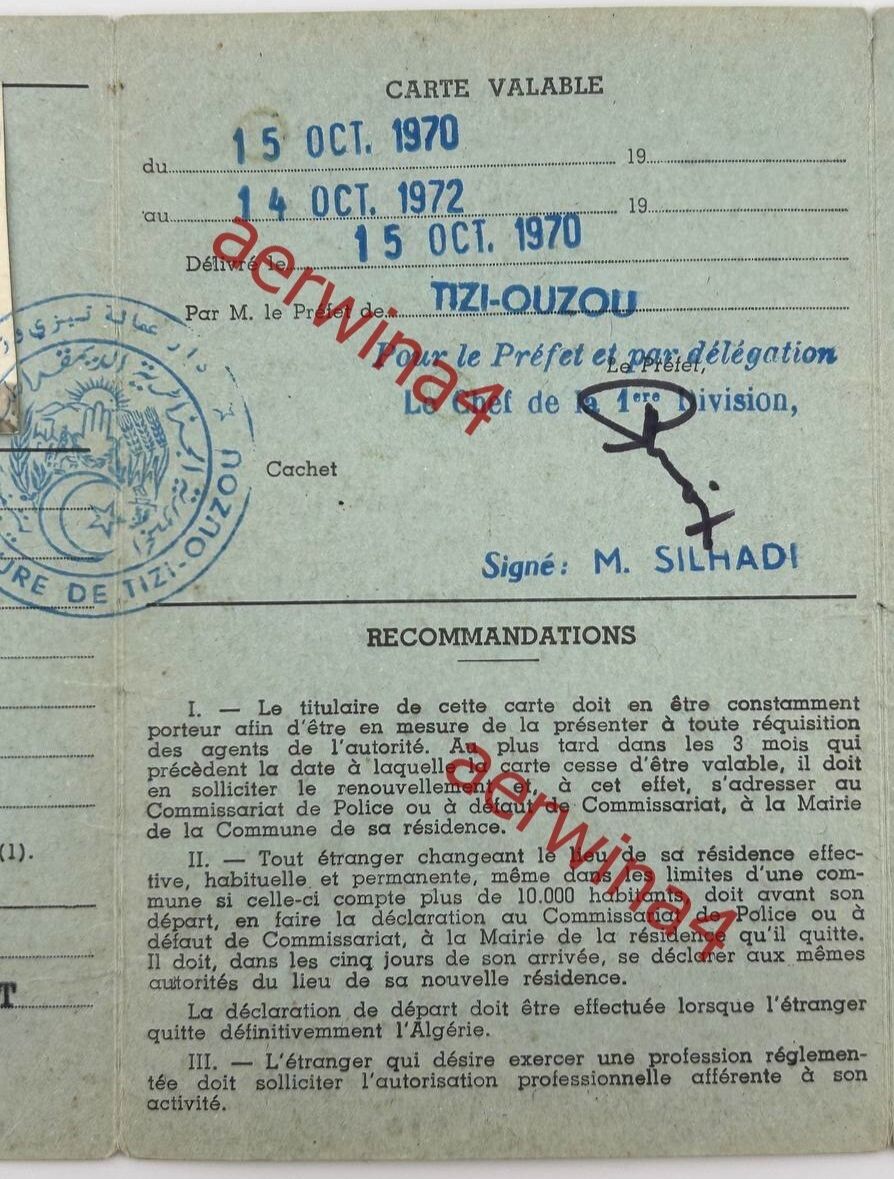 CARTE VALABLE
du 15 OCT. 1970 19
au 14 OCT. 1972 19
Délivré le 15 OCT. 1970
Par M. le Préfet de TIZI-OUZOU
Pour le Préfet et par délégation
Le Préfet,
Le Chef de la 1ere Division,
Cachet
Signé: M. SILHADI
URE DE TIZI-OUZOU
عمالة تيزي وزو
aerwina4
RECOMMANDATIONS
I. — Le titulaire de cette carte doit en être constamment
porteur afin d'être en mesure de la présenter à toute réquisition
des agents de l'autorité. Au plus tard dans les 3 mois qui
précèdent la date à laquelle la carte cesse d'être valable, il doit
en solliciter le renouvellement et, à cet effet, s'adresser au
Commissariat de Police ou à défaut de Commissariat, à la Mairie
de la Commune de sa résidence.
aerwina4
II. — Tout étranger changeant le lieu de sa résidence effec-
tive, habituelle et permanente, même dans les limites d'une com-
mune si celle-ci compte plus de 10.000 habitants, doit avant son
départ, en faire la déclaration au Commissariat de Police ou à
défaut de Commissariat, à la Mairie de la résidence qu'il quitte.
Il doit, dans les cinq jours de son arrivée, se déclarer aux mêmes
autorités du lieu de sa nouvelle résidence.
La déclaration de départ doit être effectuée lorsque l'étranger
quitte définitivemment l'Algérie.
III. — L'étranger qui désire exercer une profession réglemen-
tée doit solliciter l'autorisation professionnelle afférente à son
activité.
(1).
T